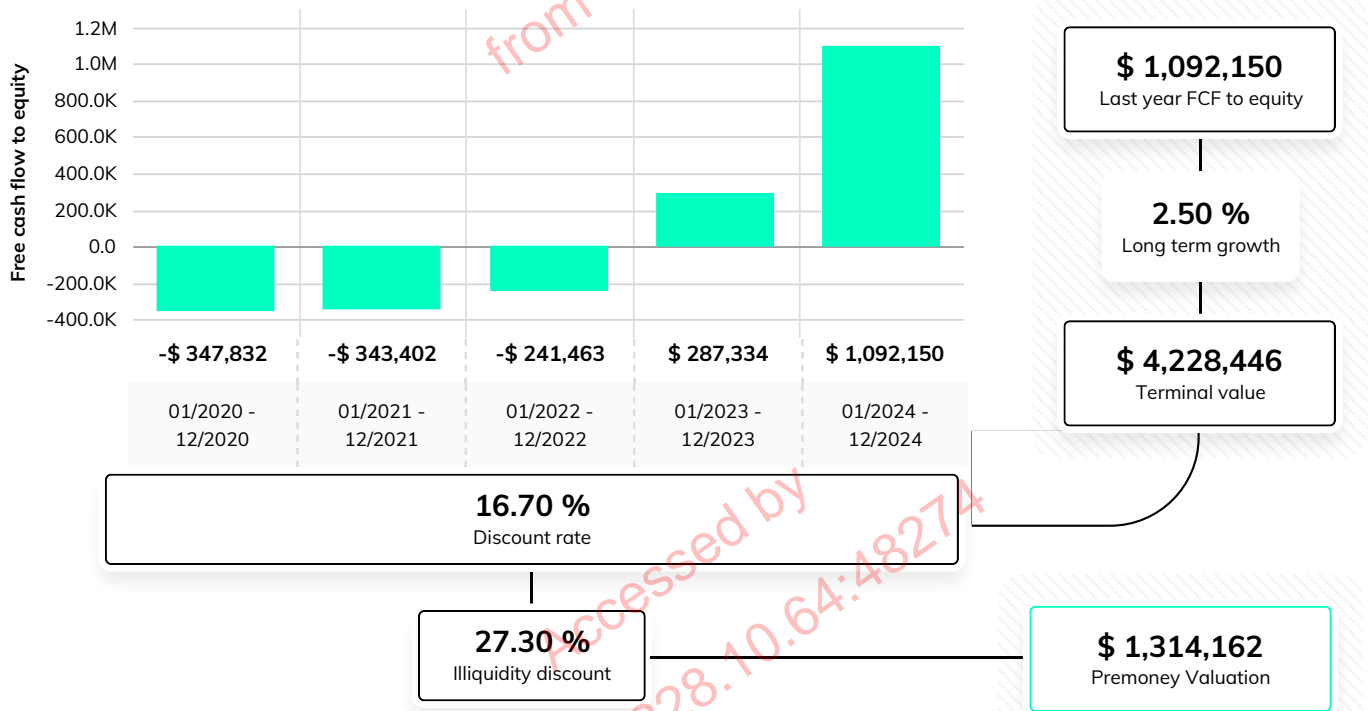 Free cash flow to equity
1.2M
1.0M
800.0K
600.0K
400.0K
200.0K
0.0
-200.0K
-400.0K
-$ 347,832
-$ 343,402
-$ 241,463
$ 287,334
$ 1,092,150
01/2020 -
12/2020
01/2021 -
12/2021
01/2022 -
12/2022
01/2023 -
12/2023
01/2024 -
12/2024
16.70 %
Discount rate
27.30 %
Illiquidity discount
$ 1,092,150
Last year FCF to equity
2.50 %
Long term growth
$ 4,228,446
Terminal value
$ 1,314,162
Premoney Valuation
from
Accessed by
228.10.64:48274